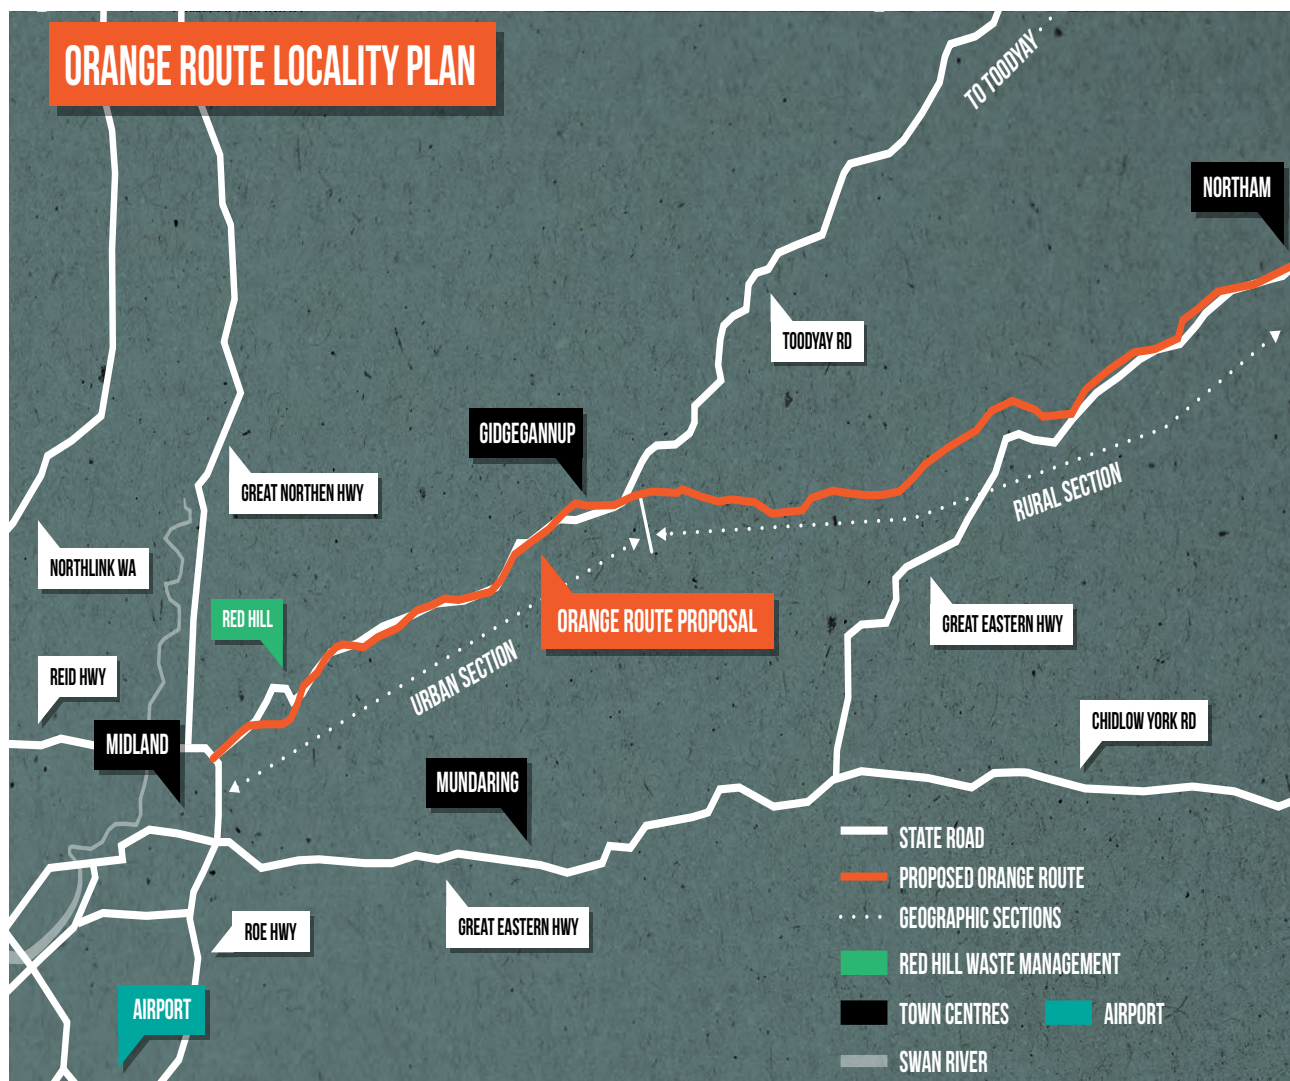 ORANGE ROUTE LOCALITY PLAN
TO TOODYAY
NORTHAM
TOODYAY RD
GIDGEGANNUP
GREAT NORTHEN HWY
RURAL SECTION
NORTHLINK WA
RED HILL
ORANGE ROUTE PROPOSAL
GREAT EASTERN HWY
URBAN SECTION
REID HWY
CHIDLOW YORK RD
MIDLAND
MUNDARING
STATE ROAD
PROPOSED ORANGE ROUTE
GEOGRAPHIC SECTIONS
ROE HWY
GREAT EASTERN HWY
RED HILL WASTE MANAGEMENT
AIRPORT
TOWN CENTRES
AIRPORT
SWAN RIVER